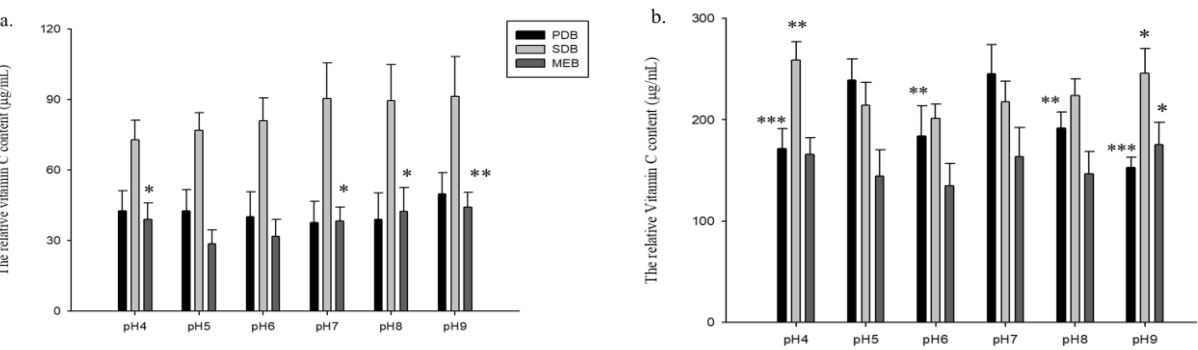 a.
The relative vitamin C content (μg/mL)
120
90
60
30
0
PDB
SDB
MEB
*
*
*
**
pH4 pH5 pH6 pH7 pH8 pH9
b.
The relative Vitamin C content (μg/mL)
300
200
100
0
***
**
**
**
***
*
*
pH4 pH5 pH6 pH7 pH8 pH9